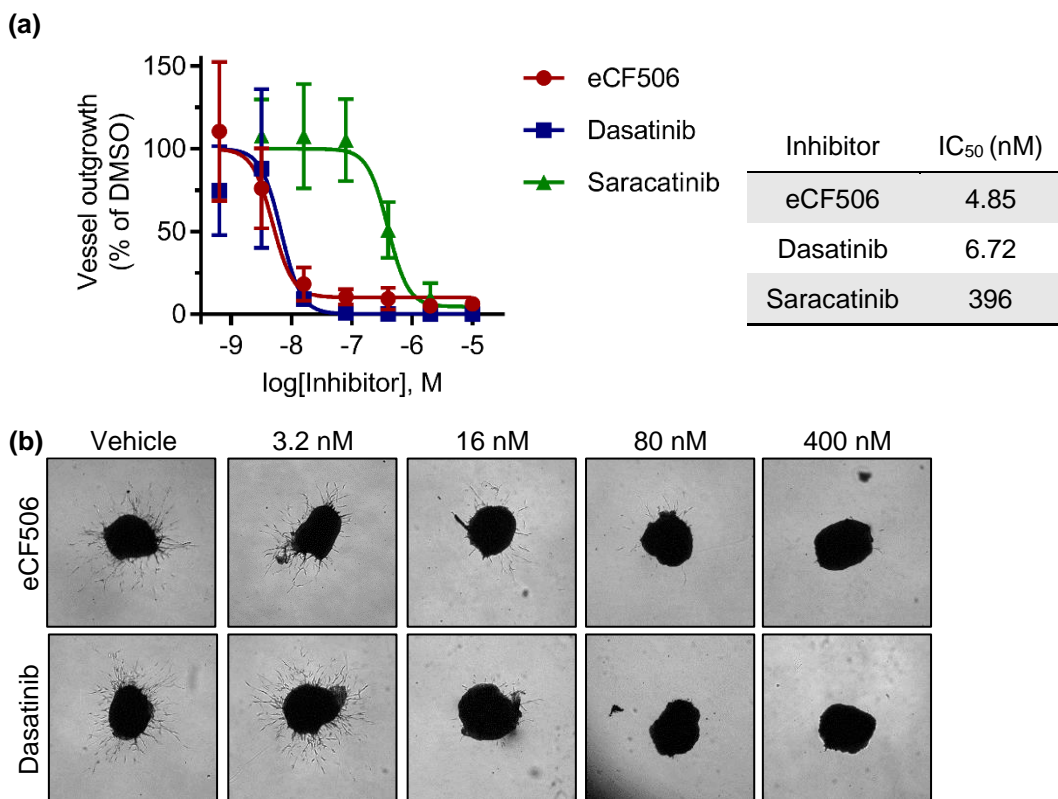 (a)
Vessel outgrowth
(% of DMSO)
150
100
50
0
-9 -8 -7 -6 -5
log[Inhibitor], M
eCF506
Dasatinib
Saracatinib
Inhibitor IC₅₀ (nM)
eCF506 4.85
Dasatinib 6.72
Saracatinib 396
(b)
Vehicle 3.2 nM 16 nM 80 nM 400 nM
eCF506
Dasatinib